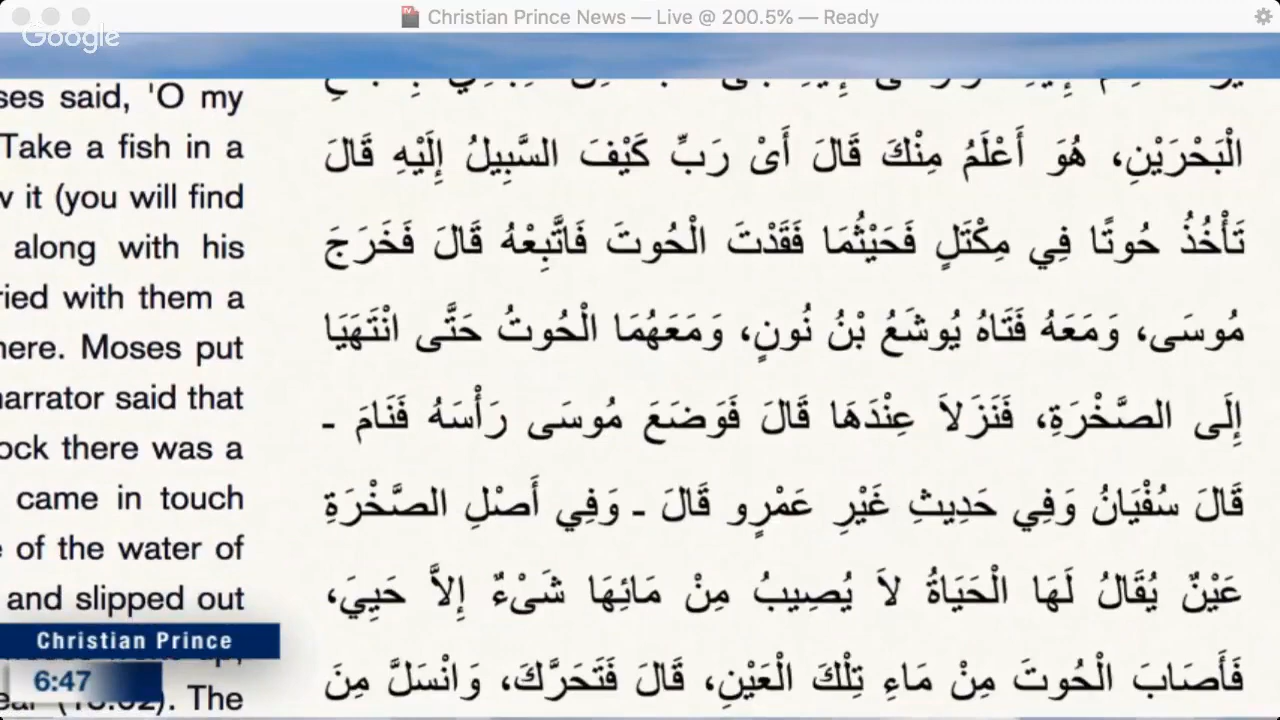 Christian Prince News — Live @ 200.5% — Ready
Google
ses said, 'O my
Take a fish in a
w it (you will find
along with his
ried with them a
here. Moses put
narrator said that
ock there was a
came in touch
e of the water of
and slipped out
The
الْبَحْرَيْنِ، هُوَ أَعْلَمُ مِنْكَ قَالَ أَىْ رَبِّ كَيْفَ السَّبِيلُ إِلَيْهِ قَالَ
تَأْخُذُ حُوتًا فِي مِكْتَلٍ فَحَيْثُمَا فَقَدْتَ الْحُوتَ فَاتَّبِعْهُ قَالَ فَخَرَجَ
مُوسَى، وَمَعَهُ فَتَاهُ يُوشَعُ بْنُ نُونٍ، وَمَعَهُمَا الْحُوتُ حَتَّى انْتَهَيَا
إِلَى الصَّخْرَةِ، فَنَزَلاَ عِنْدَهَا قَالَ فَوَضَعَ مُوسَى رَأْسَهُ فَنَامَ ـ
قَالَ سُفْيَانُ وَفِي حَدِيثِ غَيْرِ عَمْرٍو قَالَ ـ وَفِي أَصْلِ الصَّخْرَةِ
عَيْنٌ يُقَالُ لَهَا الْحَيَاةُ لاَ يُصِيبُ مِنْ مَائِهَا شَىْءٌ إِلاَّ حَيِيَ،
فَأَصَابَ الْحُوتَ مِنْ مَاءِ تِلْكَ الْعَيْنِ، قَالَ فَتَحَرَّكَ، وَانْسَلَّ مِنَ
Christian Prince
6:47